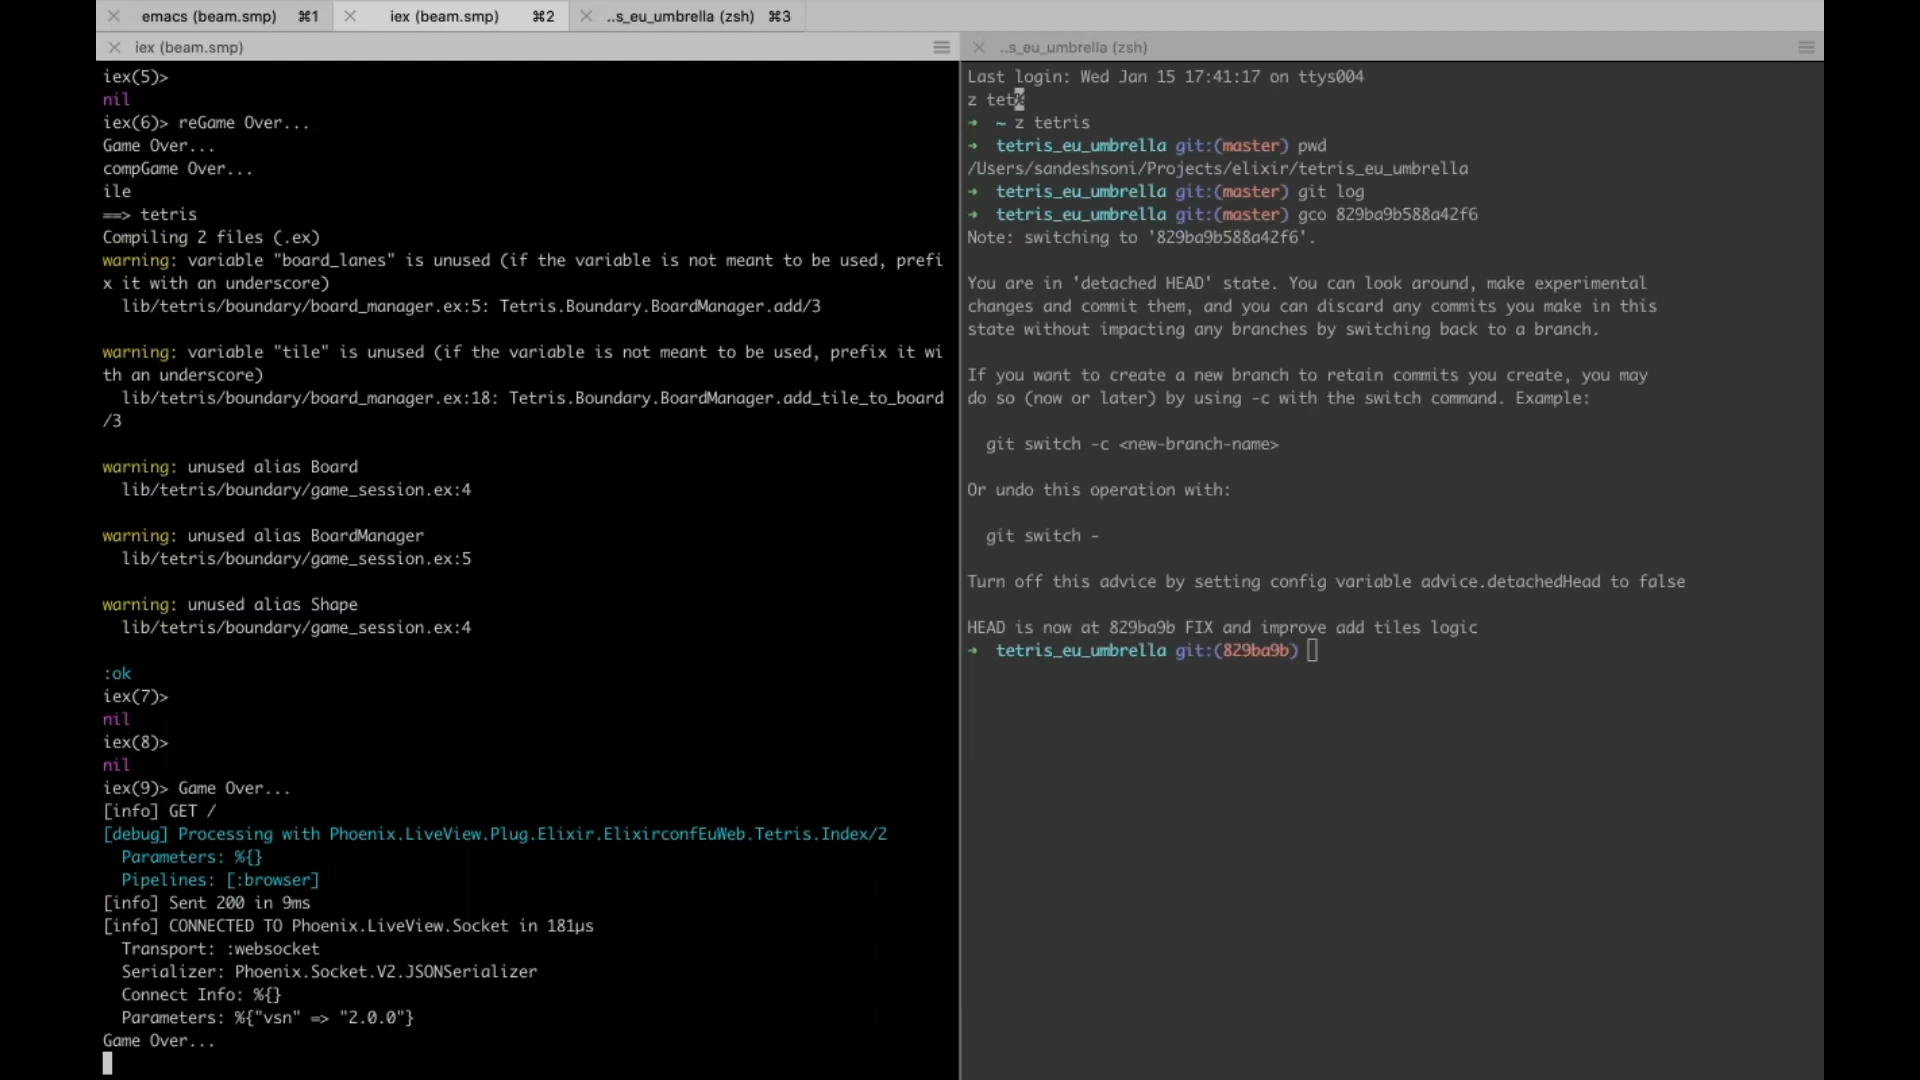 emacs (beam.smp) ⌘1
iex (beam.smp) ⌘2
..s_eu_umbrella (zsh) ⌘3
iex (beam.smp)
iex(5)>
nil
iex(6)> reGame Over...
Game Over...
compGame Over...
ile
==> tetris
Compiling 2 files (.ex)
warning: variable "board_lanes" is unused (if the variable is not meant to be used, prefi
x it with an underscore)
lib/tetris/boundary/board_manager.ex:5: Tetris.Boundary.BoardManager.add/3
warning: variable "tile" is unused (if the variable is not meant to be used, prefix it wi
th an underscore)
lib/tetris/boundary/board_manager.ex:18: Tetris.Boundary.BoardManager.add_tile_to_board
/3
warning: unused alias Board
lib/tetris/boundary/game_session.ex:4
warning: unused alias BoardManager
lib/tetris/boundary/game_session.ex:5
warning: unused alias Shape
lib/tetris/boundary/game_session.ex:4
:ok
iex(7)>
nil
iex(8)>
nil
iex(9)> Game Over...
[info] GET /
[debug] Processing with Phoenix.LiveView.Plug.Elixir.ElixirconfEuWeb.Tetris.Index/2
Parameters: %{}
Pipelines: [:browser]
[info] Sent 200 in 9ms
[info] CONNECTED TO Phoenix.LiveView.Socket in 181µs
Transport: :websocket
Serializer: Phoenix.Socket.V2.JSONSerializer
Connect Info: %{}
Parameters: %{"vsn" => "2.0.0"}
Game Over...
..s_eu_umbrella (zsh)
Last login: Wed Jan 15 17:41:17 on ttys004
z tet%
➜ ~ z tetris
➜ tetris_eu_umbrella git:(master) pwd
/Users/sandeshsoni/Projects/elixir/tetris_eu_umbrella
➜ tetris_eu_umbrella git:(master) git log
➜ tetris_eu_umbrella git:(master) gco 829ba9b588a42f6
Note: switching to '829ba9b588a42f6'.
You are in 'detached HEAD' state. You can look around, make experimental
changes and commit them, and you can discard any commits you make in this
state without impacting any branches by switching back to a branch.
If you want to create a new branch to retain commits you create, you may
do so (now or later) by using -c with the switch command. Example:
git switch -c <new-branch-name>
Or undo this operation with:
git switch -
Turn off this advice by setting config variable advice.detachedHead to false
HEAD is now at 829ba9b FIX and improve add tiles logic
➜ tetris_eu_umbrella git:(829ba9b)